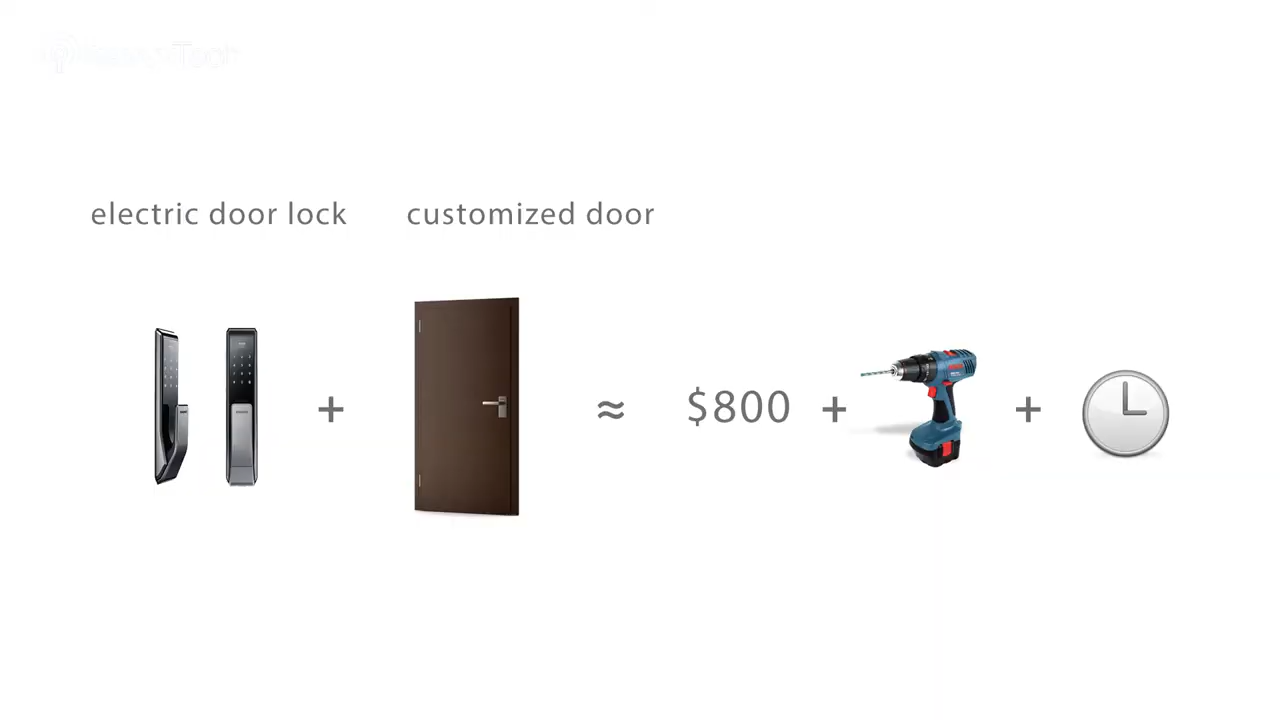 electric door lock customized door
+ ≈ $800 + +